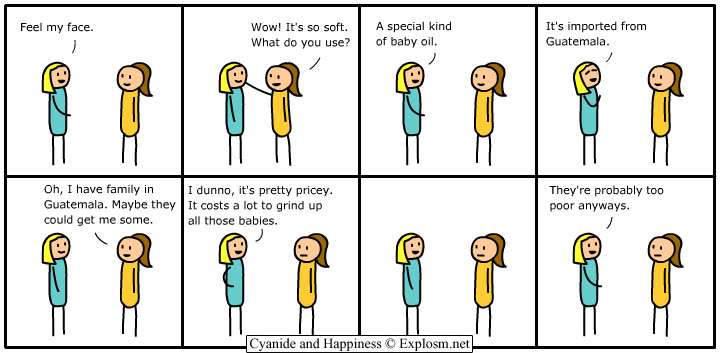 Feel my face.
Wow! It's so soft.
What do you use?
A special kind
of baby oil.
It's imported from
Guatemala.
Oh, I have family in
Guatemala. Maybe they
could get me some.
I dunno, it's pretty pricey.
It costs a lot to grind up
all those babies.
They're probably too
poor anyways.
Cyanide and Happiness © Explosm.net